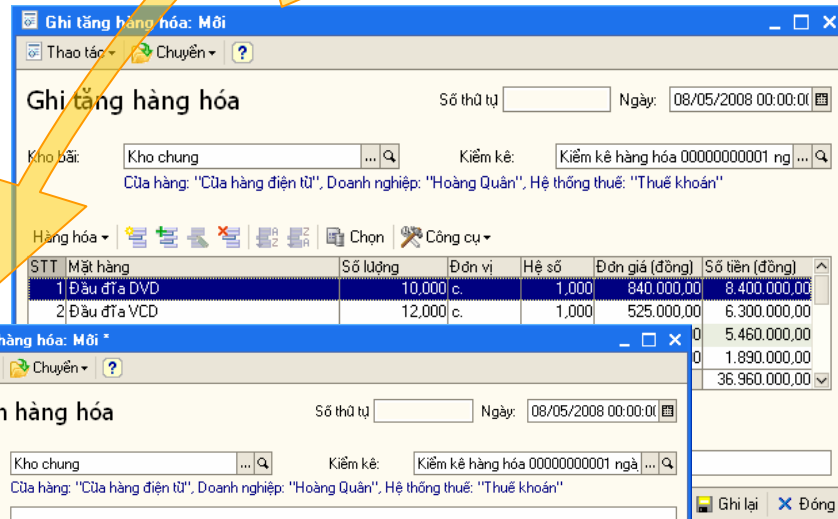 Ghi tăng hàng hóa: Mới
Thao tác Chuyển ?
Ghi tăng hàng hóa Số thứ tự Ngày: 08/05/2008 00:00:0
Kho bãi: Kho chung ... Kiểm kê: Kiểm kê hàng hóa 00000000001 ng ...
Cửa hàng: "Cửa hàng điện tử", Doanh nghiệp: "Hoàng Quân", Hệ thống thuế: "Thuế khoán"
Hàng hóa Chọn Công cụ
STT Mặt hàng Số lượng Đơn vị Hệ số Đơn giá (đồng) Số tiền (đồng)
1 Đầu đĩa DVD 10,000 c. 1,000 840.000,00 8.400.000,00
2 Đầu đĩa VCD 12,000 c. 1,000 525.000,00 6.300.000,00
0 5.460.000,00
0 1.890.000,00
36.960.000,00
Ghi lại Đóng
hàng hóa: Mới *
Chuyển ?
hàng hóa Số thứ tự Ngày: 08/05/2008 00:00:0
Kho chung ... Kiểm kê: Kiểm kê hàng hóa 00000000001 ngà ...
Cửa hàng: "Cửa hàng điện tử", Doanh nghiệp: "Hoàng Quân", Hệ thống thuế: "Thuế khoán"